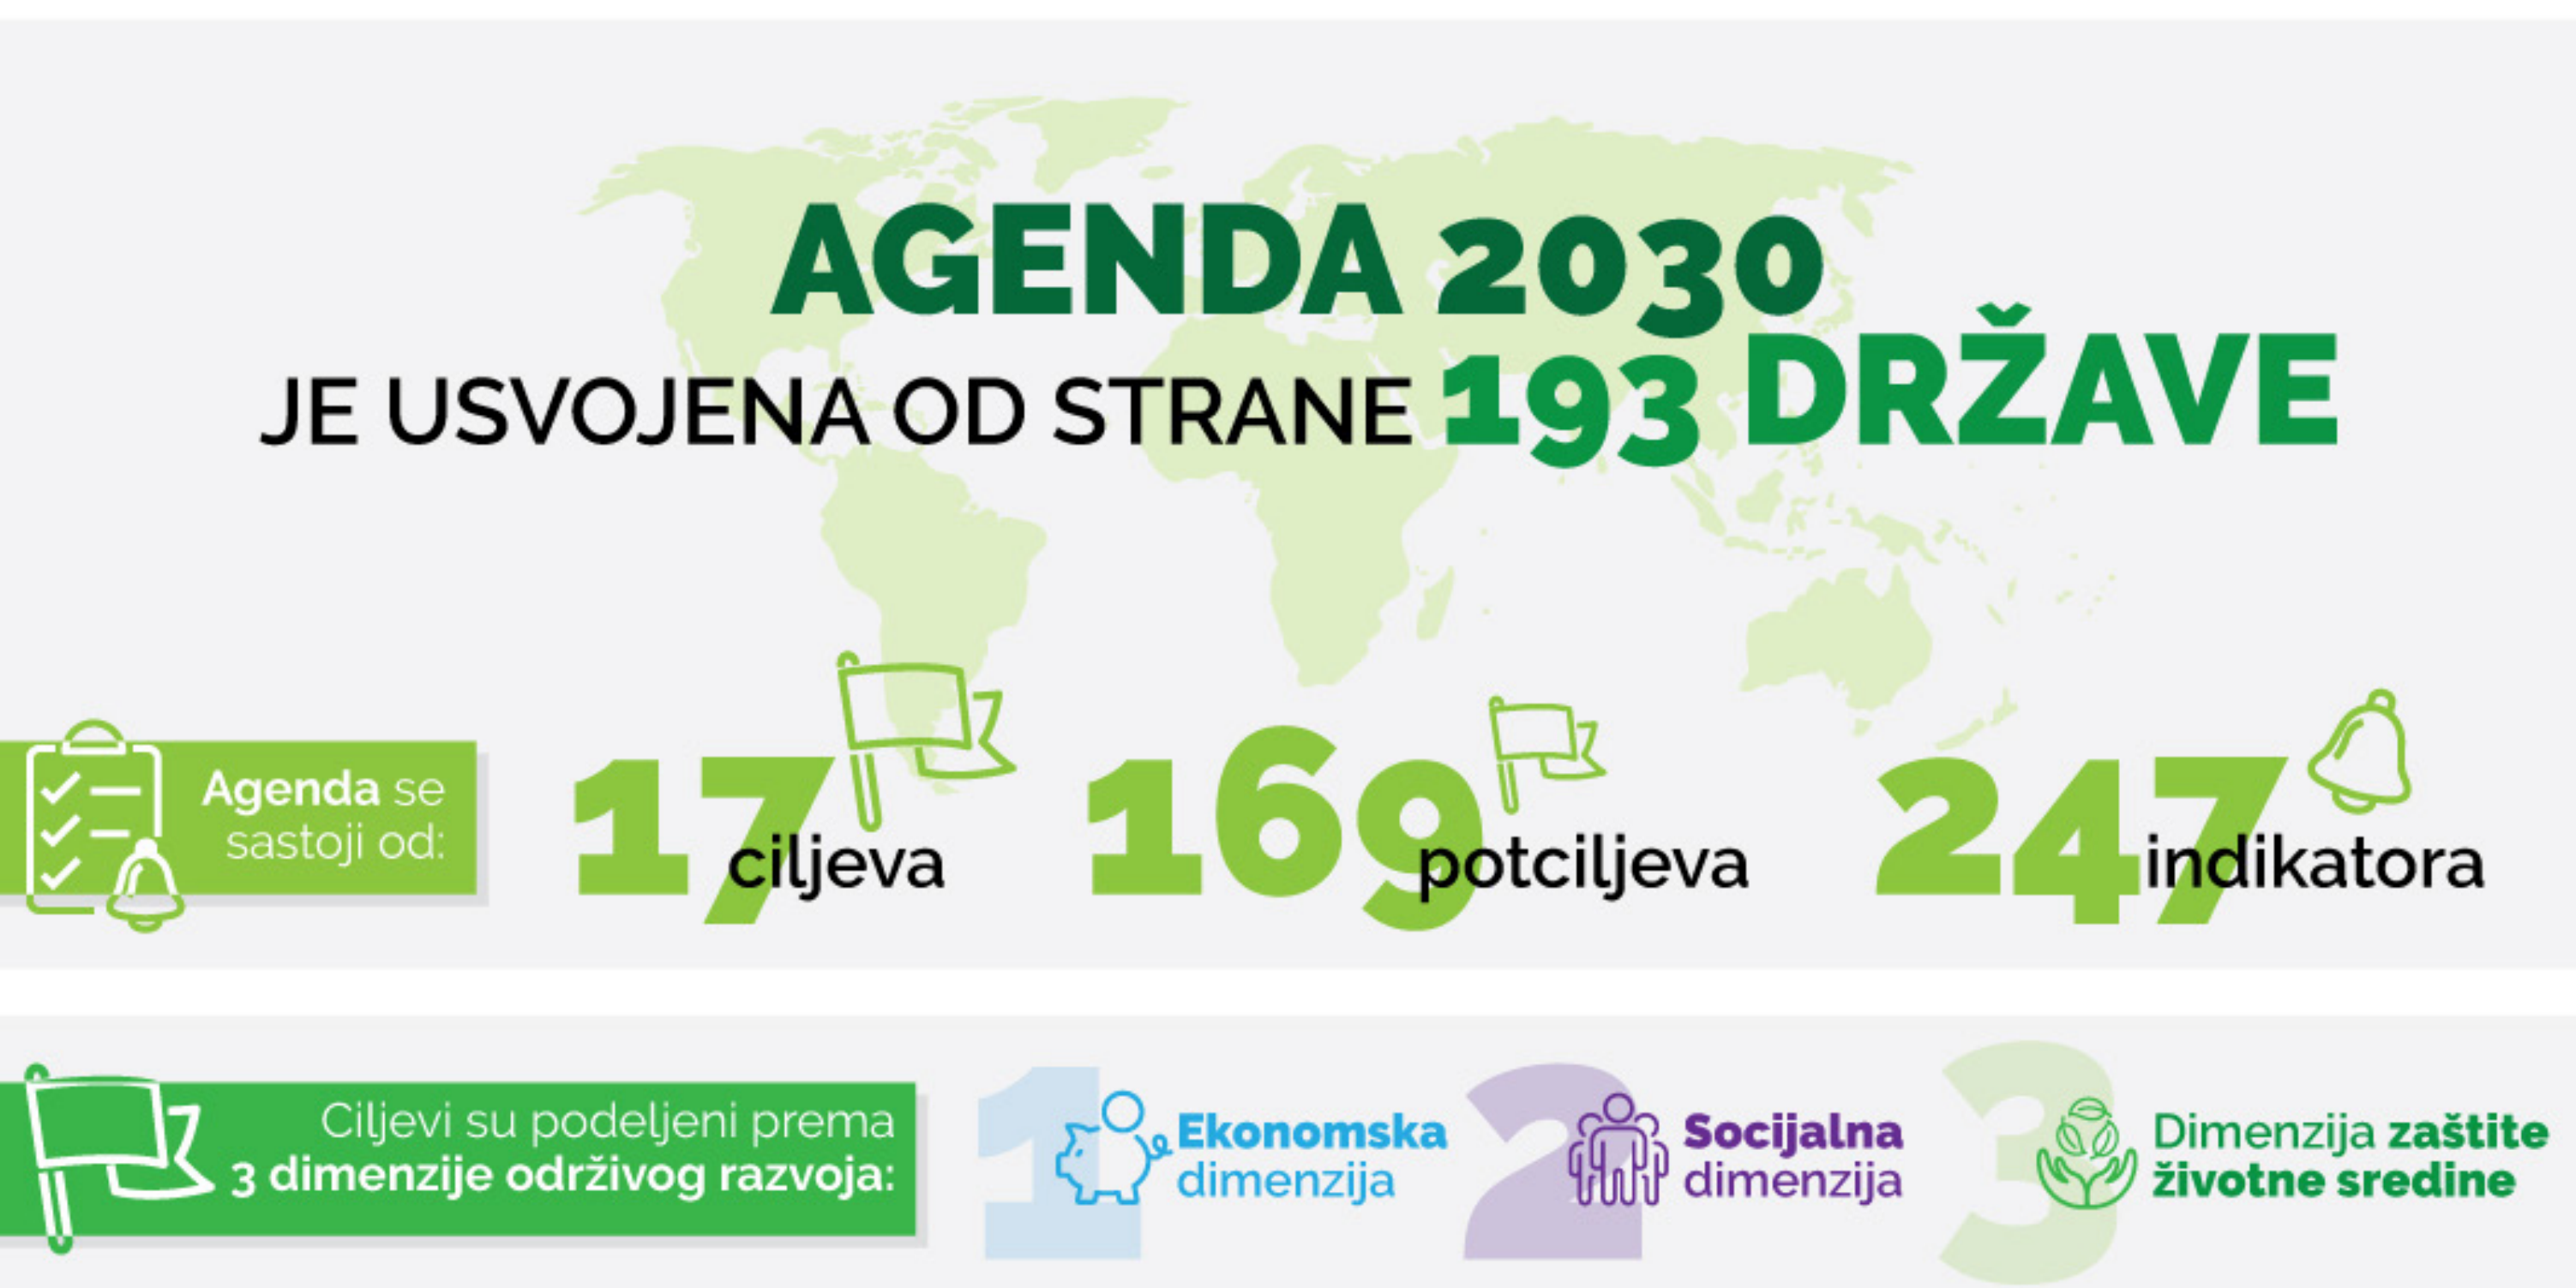 AGENDA 2030
JE USVOJENA OD STRANE 193 DRŽAVE
Agenda se
sastoji od:
17 ciljeva
169 potciljeva
247 indikatora
Ciljevi su podeljeni prema
3 dimenzije održivog razvoja:
1 Ekonomska
dimenzija
2 Socijalna
dimenzija
3 Dimenzija zaštite
životne sredine